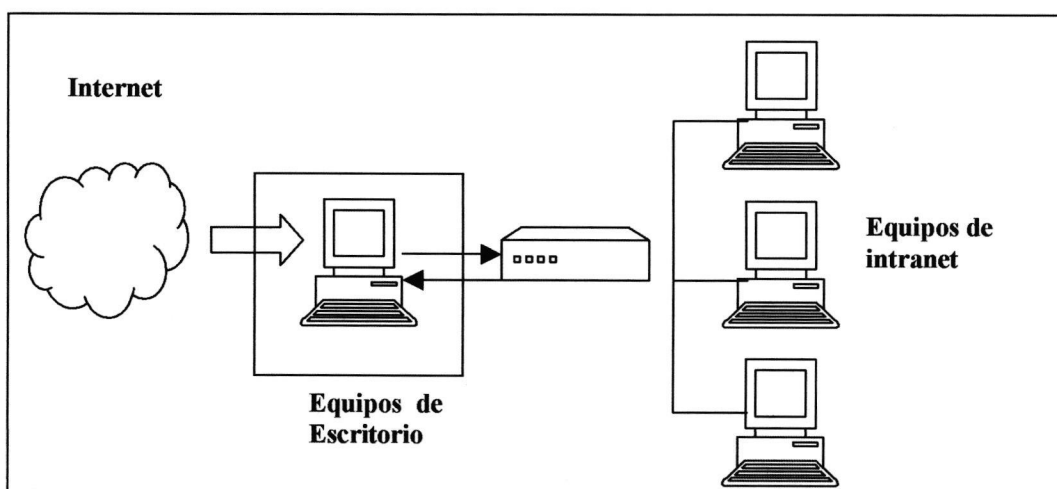 Internet
Equipos de
intranet
Equipos de
Escritorio